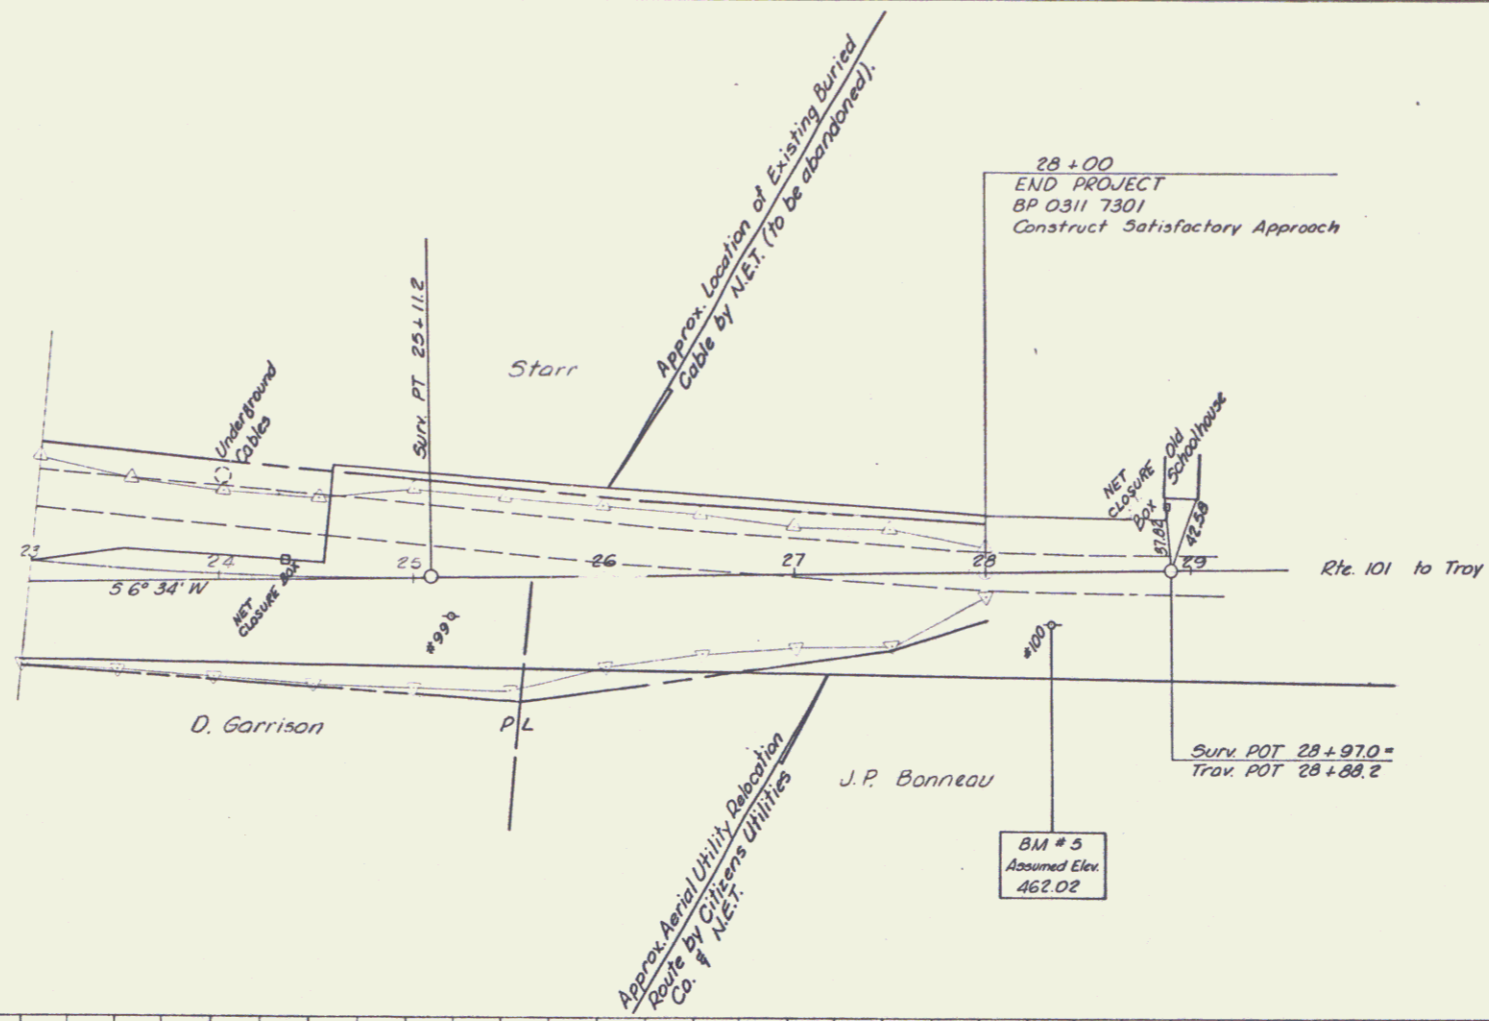 Approx. Location of Existing Buried
Cable by N.E.T. (to be abandoned).
28 + 00
END PROJECT
BP 0311 7301
Construct Satisfactory Approach
Surv. PT 25+11.2
Starr
Underground
Cables
NET
CLOSURE
BOX
Old
Schoolhouse
37.82
42.58
23
24
25
26
27
28
29
Rte. 101 to Troy
S 6° 34' W
NET
CLOSURE BOX
#99
#100
D. Garrison
P L
J.P. Bonneau
Surv. POT 28+97.0 =
Trav. POT 28+88.2
Approx. Aerial Utility Relocation
Route by Citizens Utilities
Co. & N.E.T.
BM # 5
Assumed Elev.
462.02